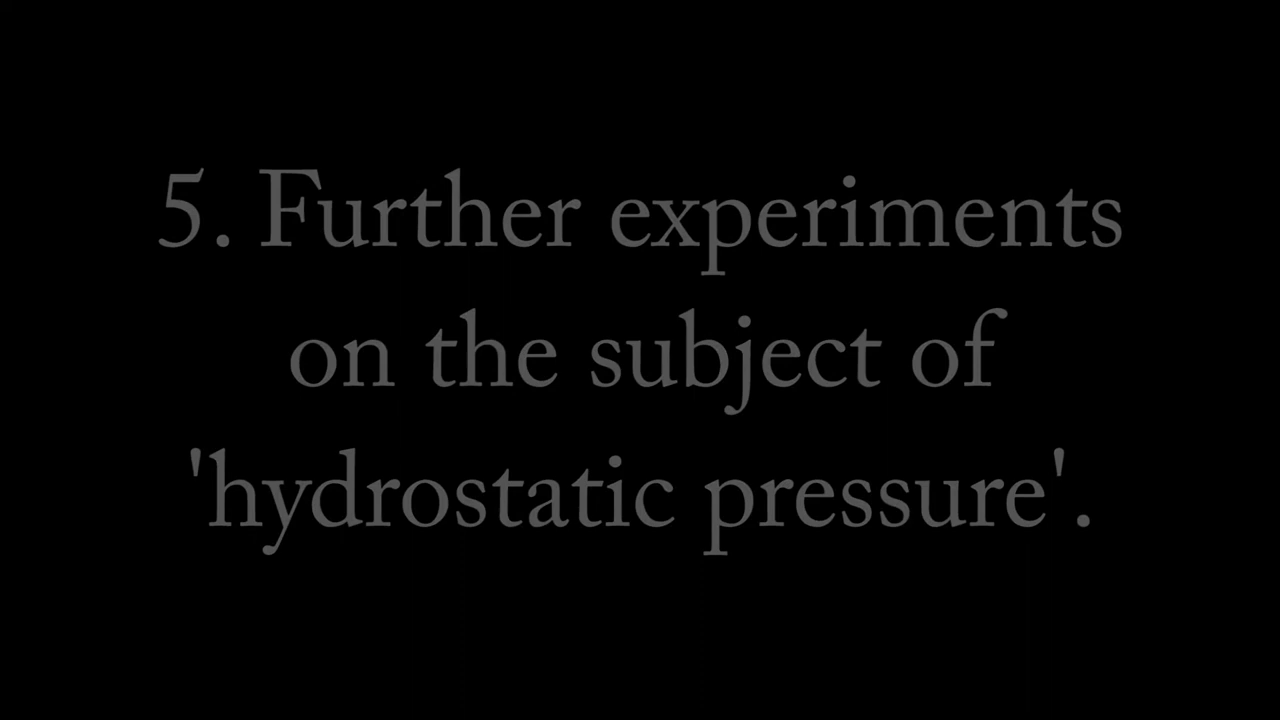 5. Further experiments
on the subject of
'hydrostatic pressure'.